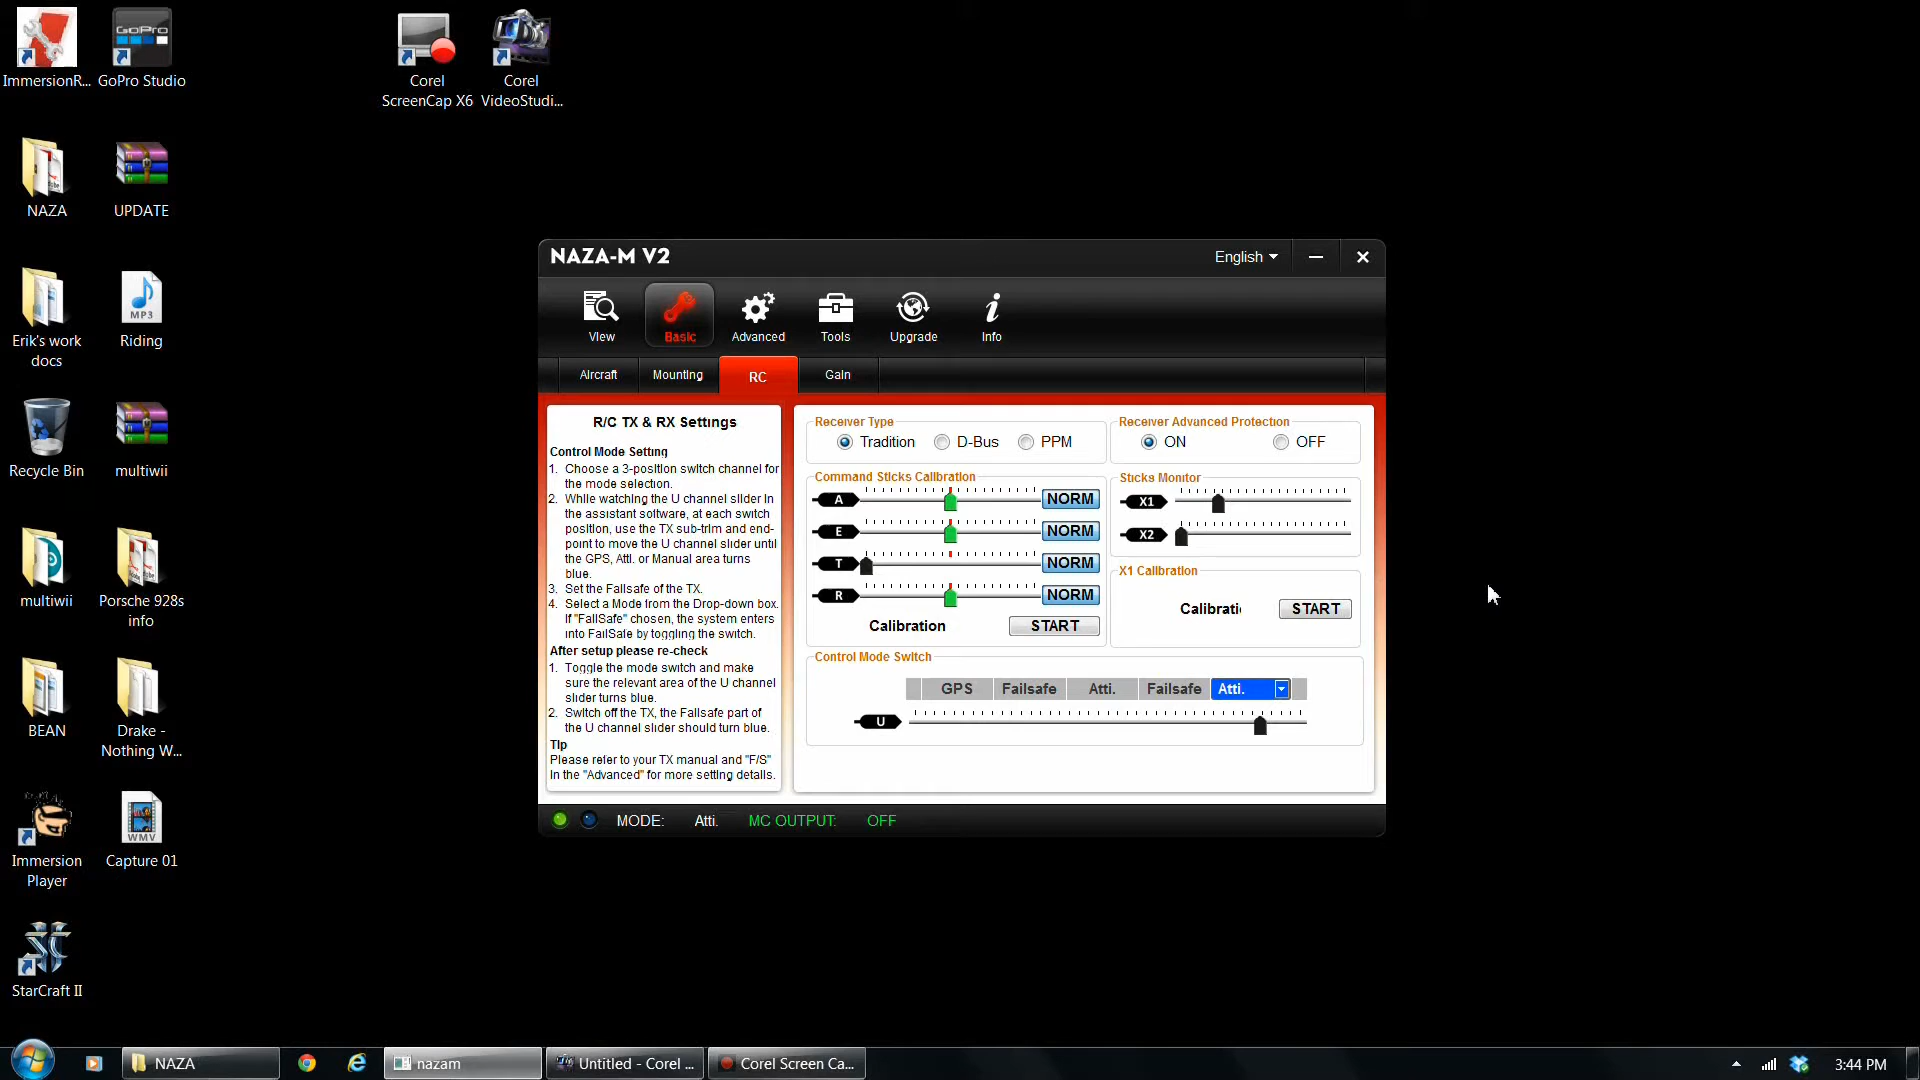 ImmersionR...
GoPro Studio
Corel
ScreenCap X6
Corel
VideoStudi...
NAZA
UPDATE
Erik's work
docs
MP3
Riding
Recycle Bin
multiwii
multiwii
Porsche 928s
info
BEAN
Drake -
Nothing W...
Immersion
Player
WMV
Capture 01
StarCraft II
NAZA-M V2
English
View
Basic
Advanced
Tools
Upgrade
Info
Aircraft
Mounting
RC
Gain
R/C TX & RX Settings
Control Mode Setting
1. Choose a 3-position switch channel for
the mode selection.
2. While watching the U channel slider in
the assistant software, at each switch
position, use the TX sub-trim and end-
point to move the U channel slider until
the GPS, Atti. or Manual area turns
blue.
3. Set the Failsafe of the TX.
4. Select a Mode from the Drop-down box.
If "FailSafe" chosen, the system enters
into FailSafe by toggling the switch.
After setup please re-check
1. Toggle the mode switch and make
sure the relevant area of the U channel
slider turns blue.
2. Switch off the TX, the Failsafe part of
the U channel slider should turn blue.
Tip
Please refer to your TX manual and "F/S"
in the "Advanced" for more setting details.
Receiver Type
Tradition
D-Bus
PPM
Receiver Advanced Protection
ON
OFF
Command Sticks Calibration
A NORM
E NORM
T NORM
R NORM
Calibration START
Sticks Monitor
X1
X2
X1 Calibration
Calibrati START
Control Mode Switch
GPS Failsafe Atti. Failsafe Atti.
U
MODE: Atti. MC OUTPUT: OFF
NAZA
nazam
Untitled - Corel ...
Corel Screen Ca...
3:44 PM